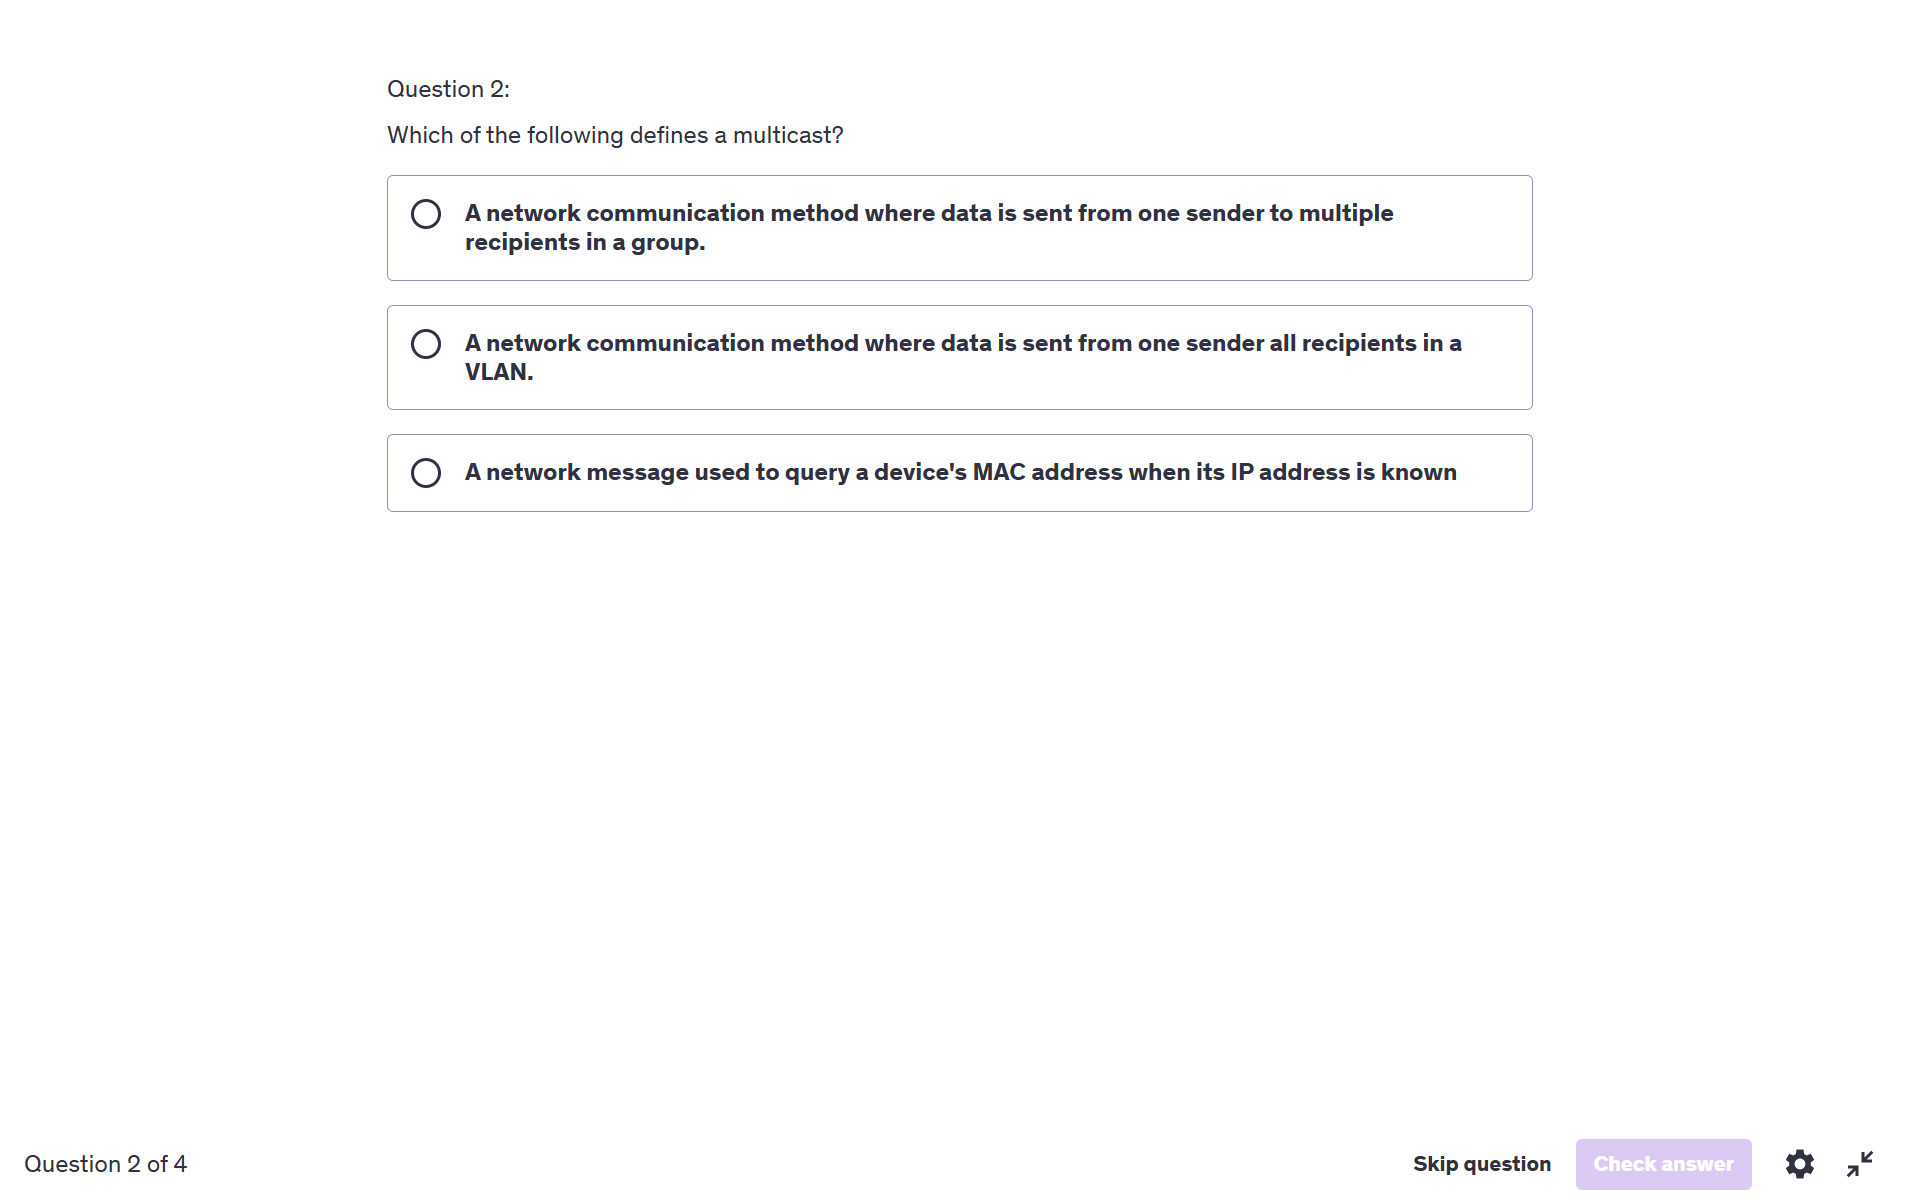 Question 2:
Which of the following defines a multicast?
A network communication method where data is sent from one sender to multiple
recipients in a group.
A network communication method where data is sent from one sender all recipients in a
VLAN.
A network message used to query a device's MAC address when its IP address is known
Question 2 of 4
Skip question
Check answer